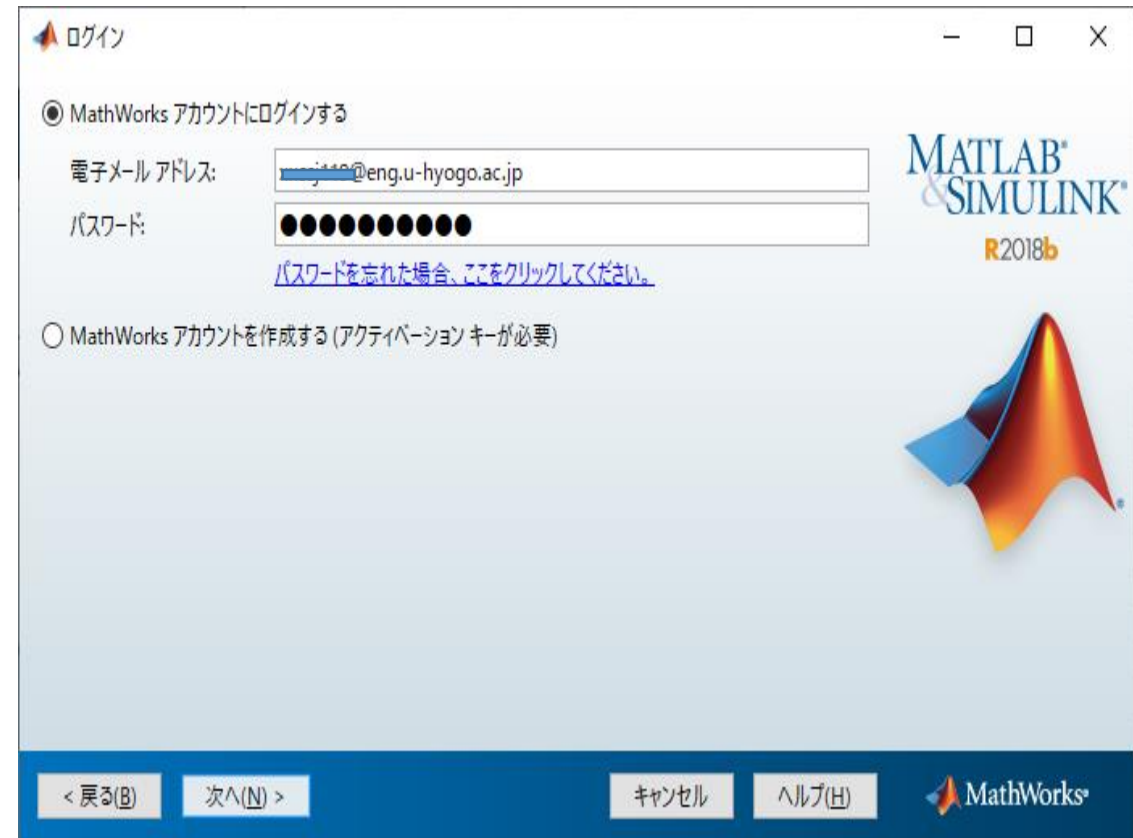 ログイン
MathWorks アカウントにログインする
電子メール アドレス:
@eng.u-hyogo.ac.jp
パスワード:
●●●●●●●●●●
パスワードを忘れた場合、ここをクリックしてください。
MathWorks アカウントを作成する (アクティベーション キーが必要)
MATLAB®
&SIMULINK®
R2018b
< 戻る(B)
次へ(N) >
キャンセル
ヘルプ(H)
MathWorks®